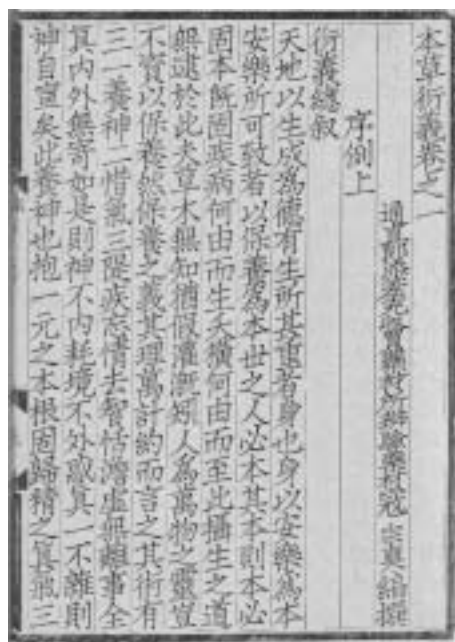 本草衍義卷之一
通直郎添差充收買藥材所辨驗藥材寇 宗奭 編撰
序例上
衍義總叙
天地以生成為德有生所甚重者身也身以安樂為本
安樂所可致者以保養為本世之人必本其本則本必
固本既固疾病何由而生夭橫何由而至此攝生之道
無逮於此夫草木無知猶假灌漑矧人為萬物之靈豈
不資以保養然保養之義其理萬計約而言之其術有
三一養神二惜氣三隄疾忘情去智恬澹虛無離事全
真內外無寄如是則神不內耗境不外惑真一不雜則
神自寧矣此養神也抱一元之本根固歸精之真氣三